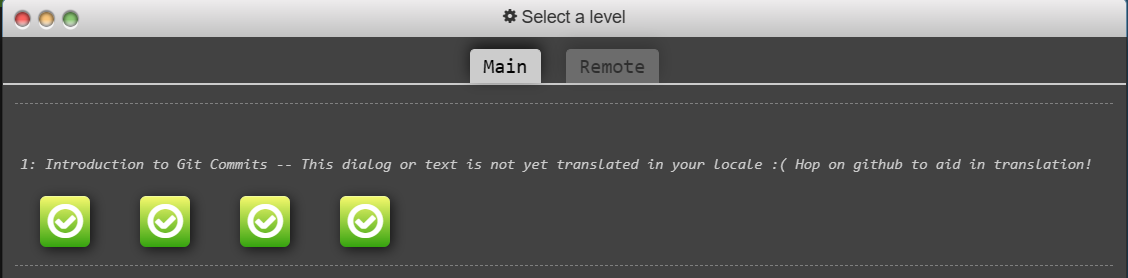 Select a level
Main Remote
1: Introduction to Git Commits -- This dialog or text is not yet translated in your locale :( Hop on github to aid in translation!